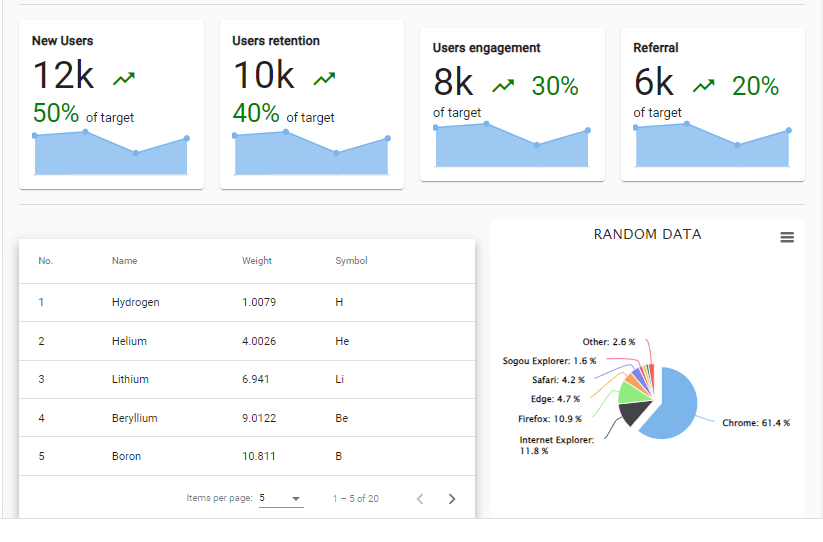 New Users
12k
50% of target
Users retention
10k
40% of target
Users engagement
8k 30%
of target
Referral
6k 20%
of target
No. Name Weight Symbol
1 Hydrogen 1.0079 H
2 Helium 4.0026 He
3 Lithium 6.941 Li
4 Beryllium 9.0122 Be
5 Boron 10.811 B
Items per page: 5 1 – 5 of 20
RANDOM DATA
Other: 2.6 %
Sogou Explorer: 1.6 %
Safari: 4.2 %
Edge: 4.7 %
Firefox: 10.9 %
Internet Explorer:
11.8 %
Chrome: 61.4 %